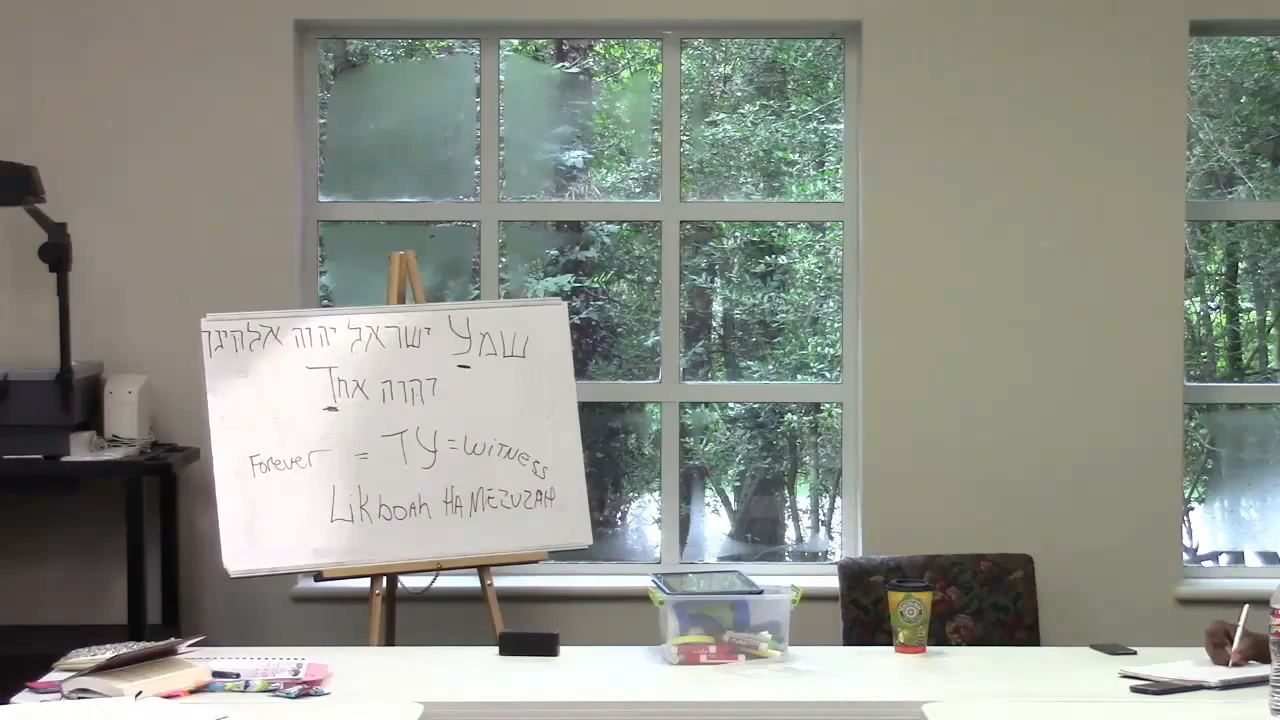 שמע ישראל יהוה אלהינו
יהוה אחד
Forever = עד = WITNESS
Likboah HA MEZUZAH